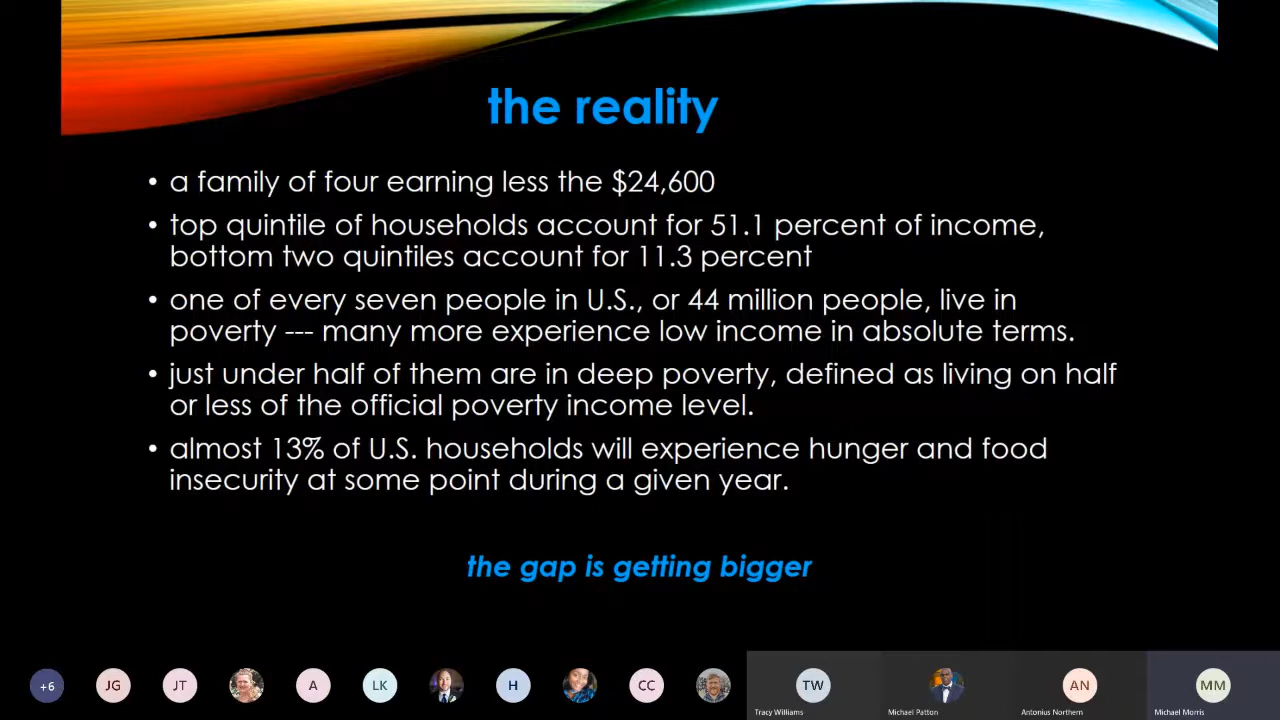 the reality
• a family of four earning less the $24,600
• top quintile of households account for 51.1 percent of income,
bottom two quintiles account for 11.3 percent
• one of every seven people in U.S., or 44 million people, live in
poverty --- many more experience low income in absolute terms.
• just under half of them are in deep poverty, defined as living on half
or less of the official poverty income level.
• almost 13% of U.S. households will experience hunger and food
insecurity at some point during a given year.
the gap is getting bigger
+6 JG JT A LK H CC TW AN MM
Tracy Williams Michael Patton Antonius Northern Michael Morris